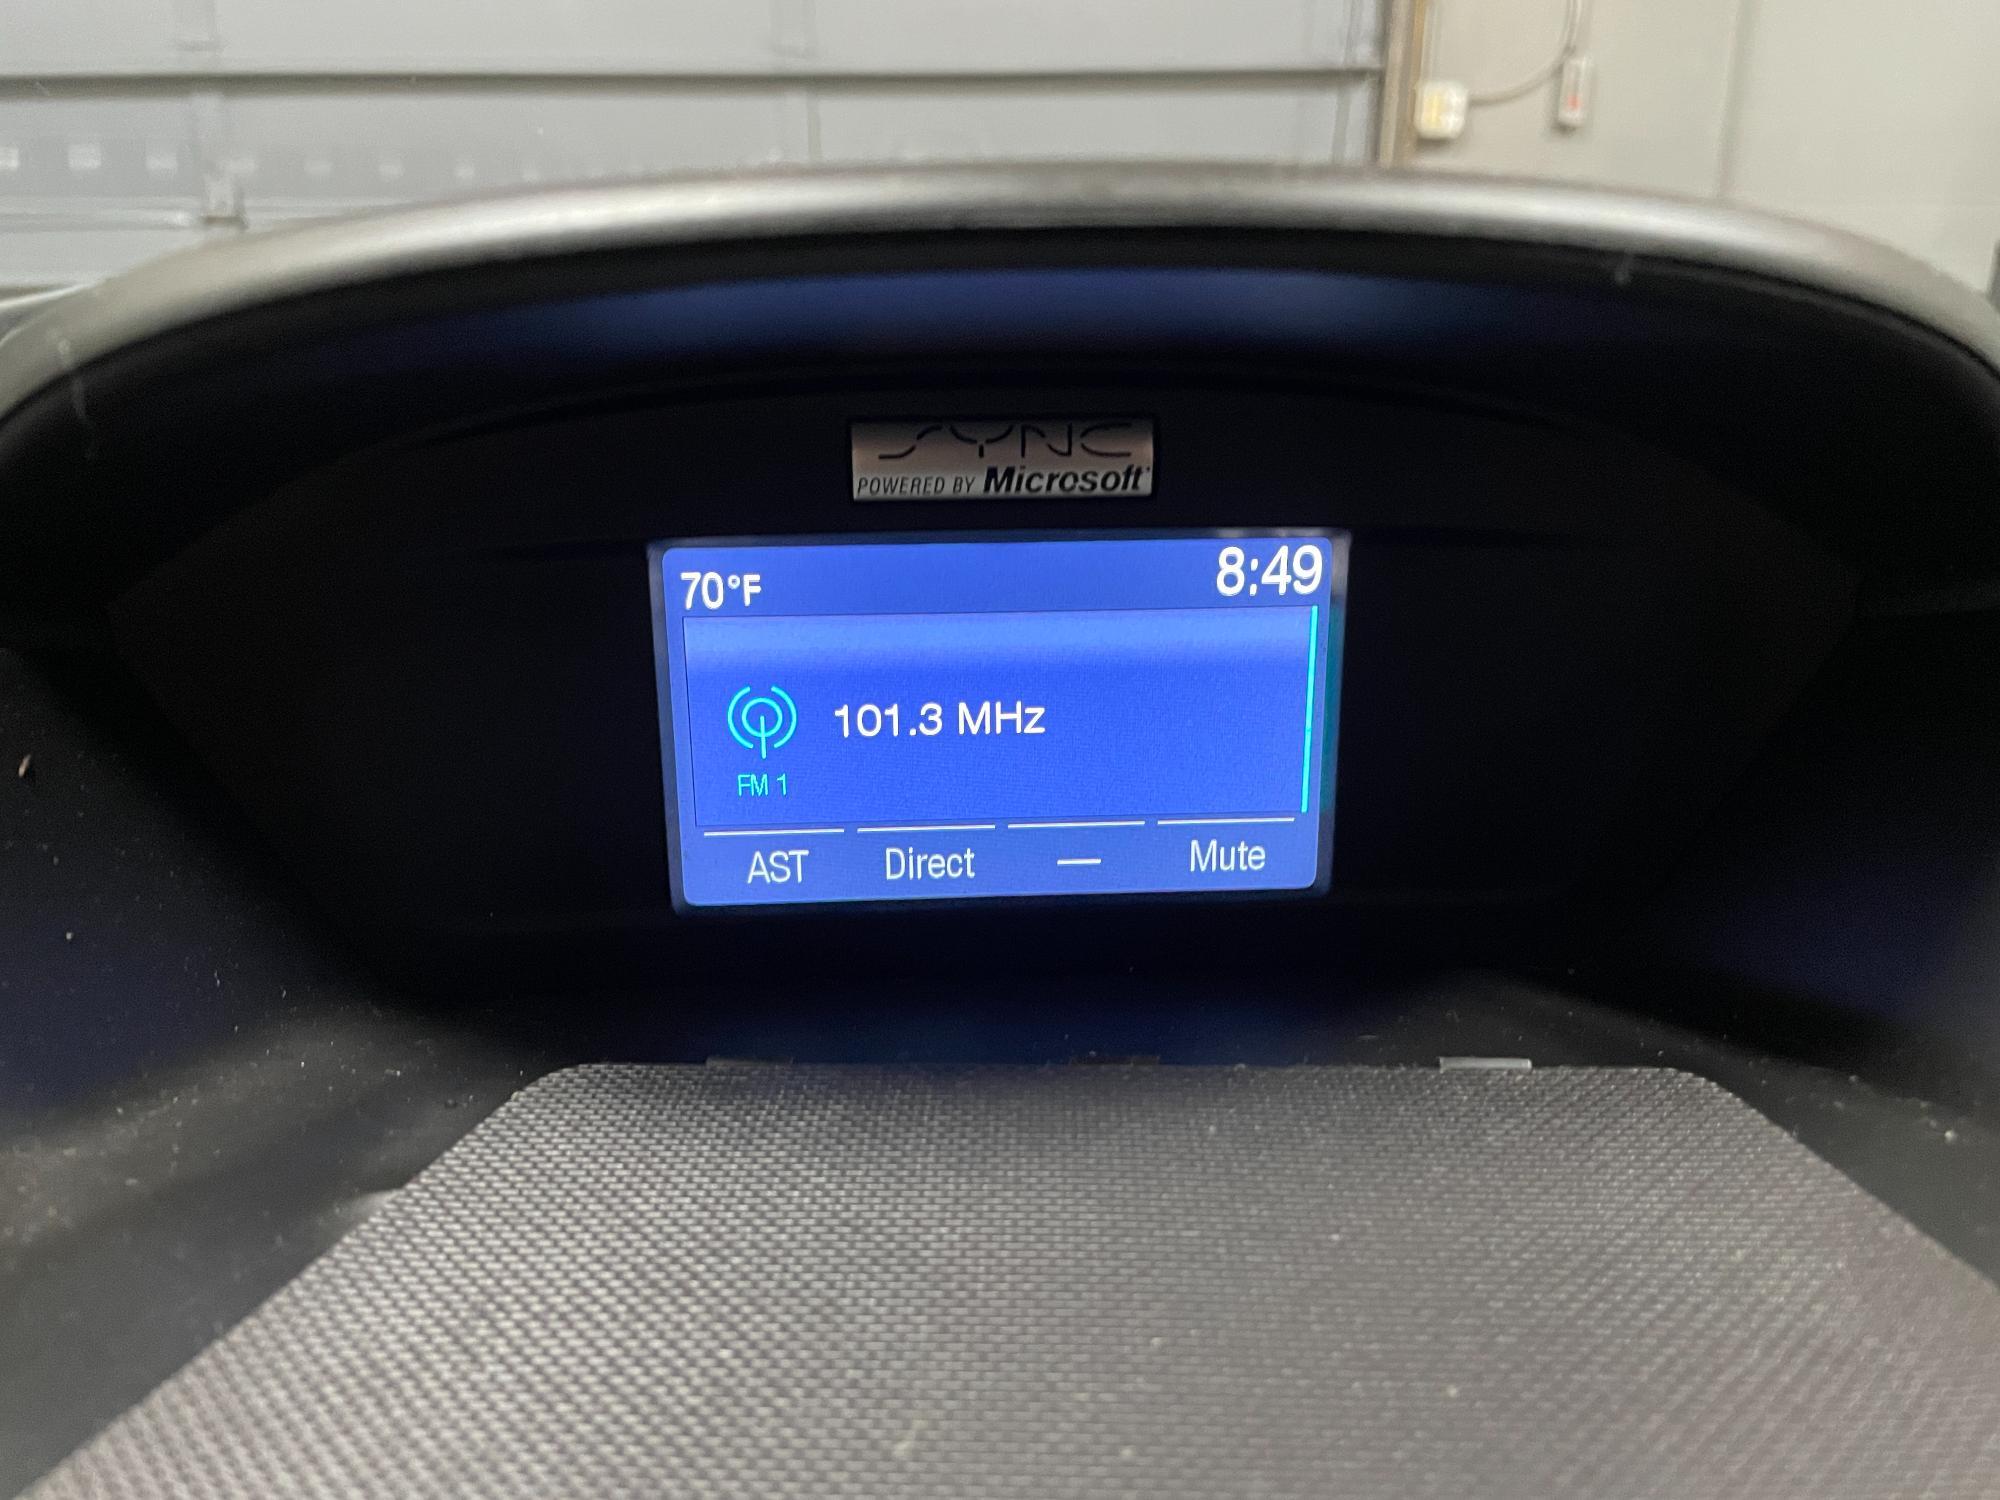 SYNC
POWERED BY Microsoft
70°F
8:49
101.3 MHz
FM 1
AST Direct — Mute